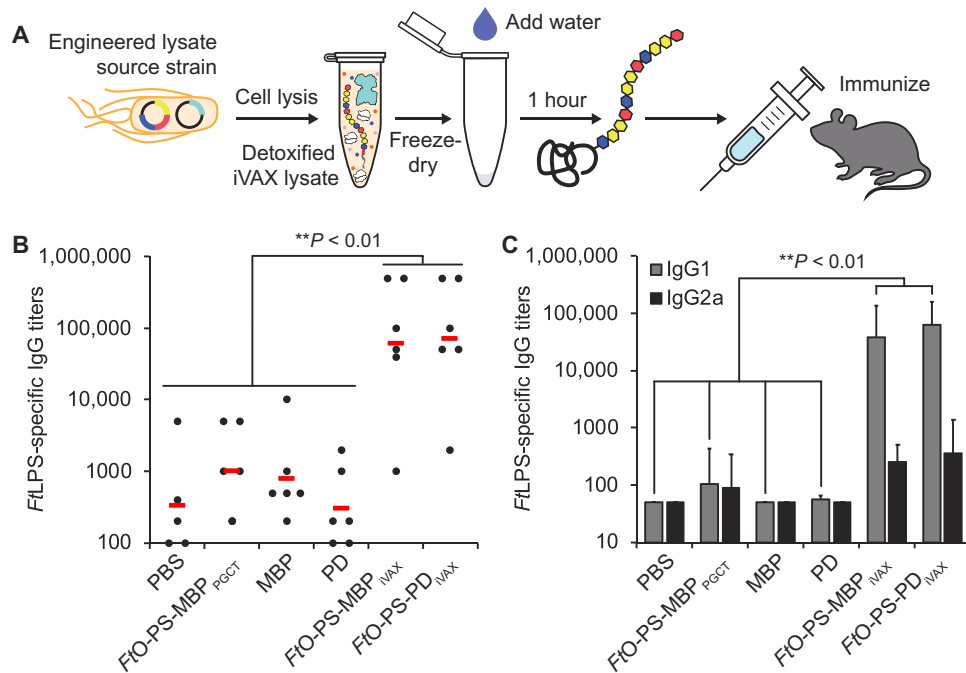 A
Engineered lysate
source strain
Cell lysis
Detoxified
iVAX lysate
Freeze-
dry
Add water
1 hour
Immunize
B
**P < 0.01
FtLPS-specific IgG titers
1,000,000
100,000
10,000
1000
100
PBS
FtO-PS-MBP PGCT
MBP
PD
FtO-PS-MBP iVAX
FtO-PS-PD iVAX
C
IgG1
IgG2a
**P < 0.01
FtLPS-specific IgG titers
1,000,000
100,000
10,000
1000
100
10
PBS
FtO-PS-MBP PGCT
MBP
PD
FtO-PS-MBP iVAX
FtO-PS-PD iVAX